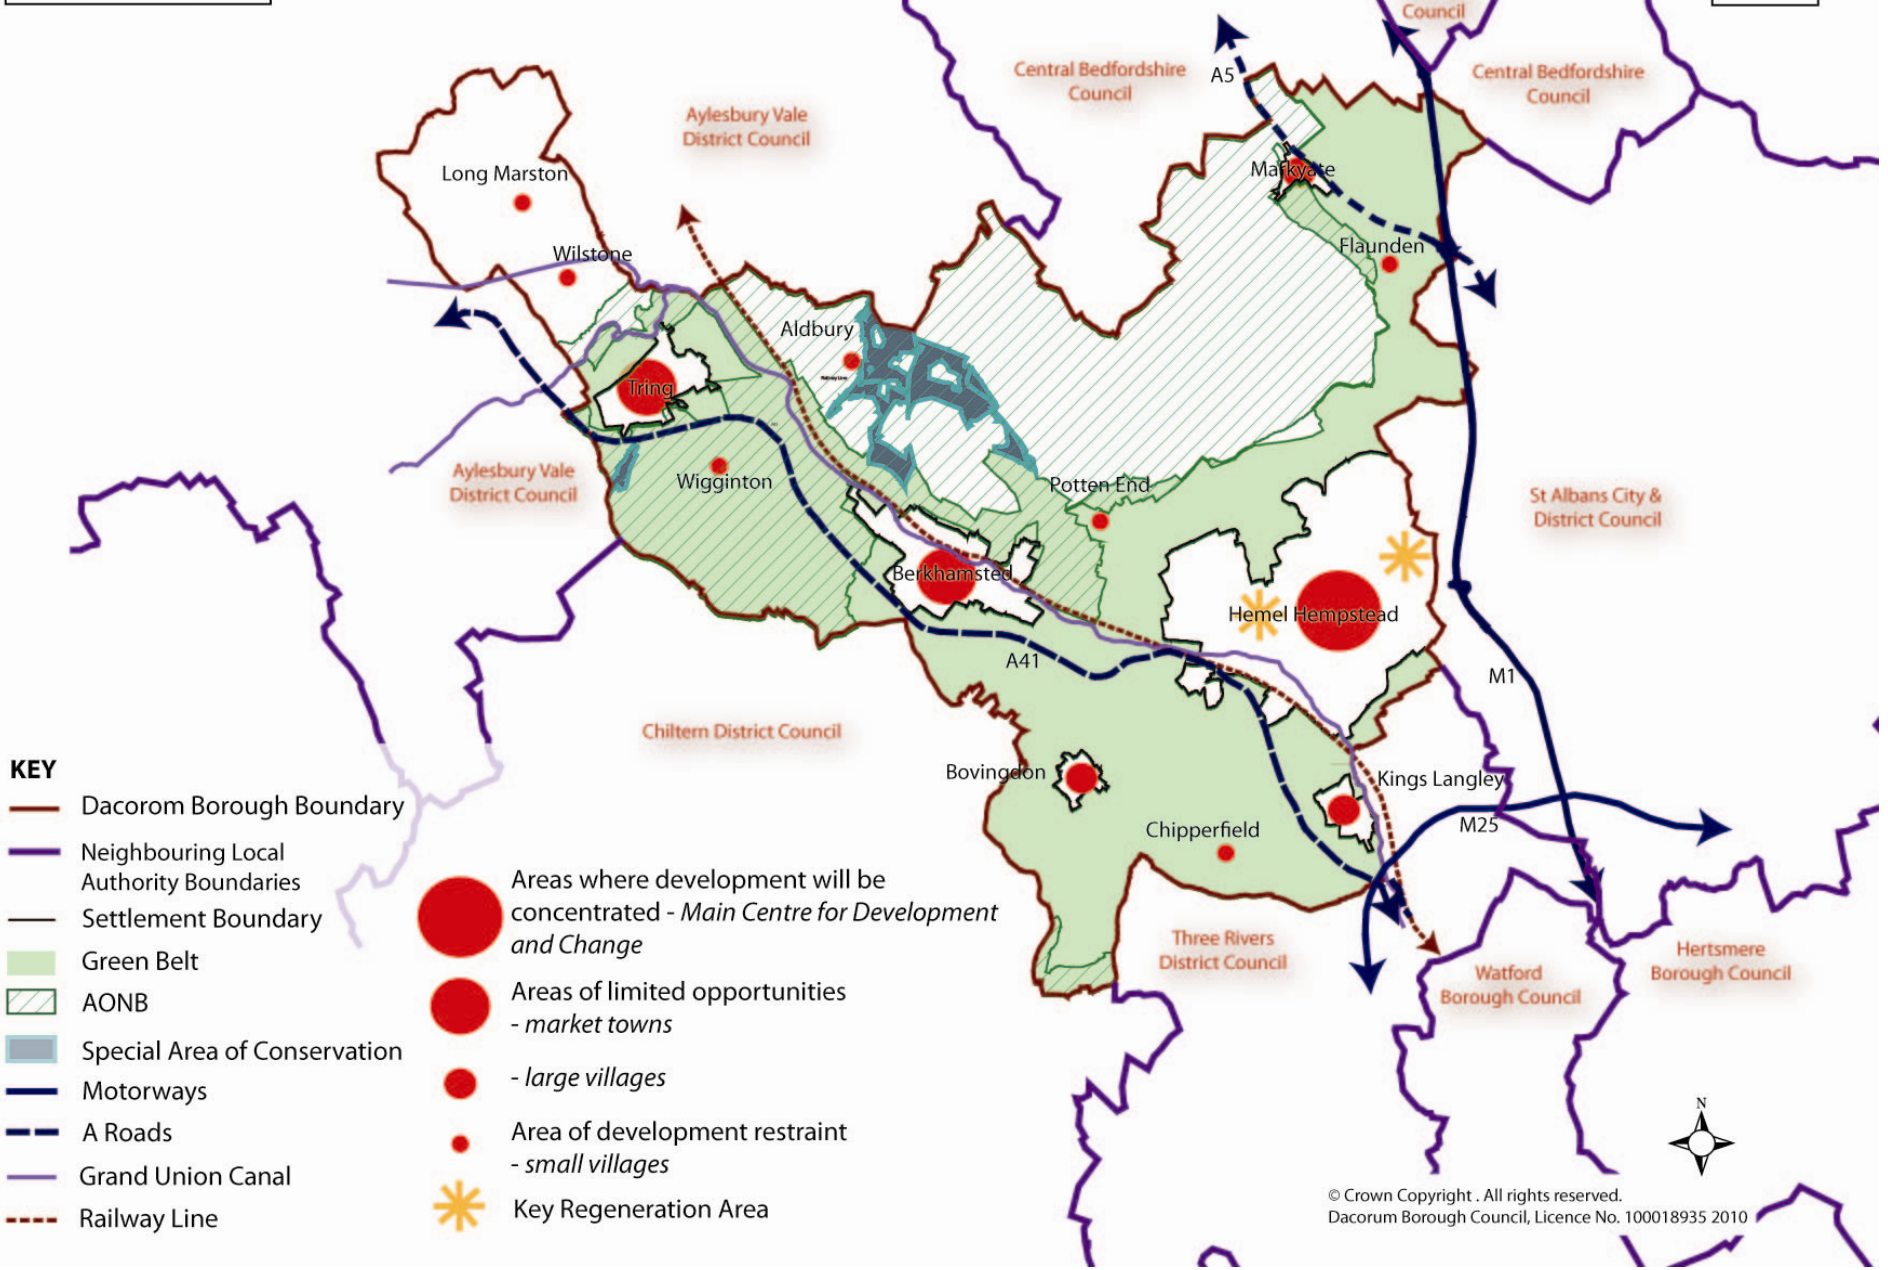 Council
Central Bedfordshire
Council
A5
Central Bedfordshire
Council
Aylesbury Vale
District Council
Long Marston
Markyate
Wilstone
Flaunden
Aldbury
Railway Line
Tring
Aylesbury Vale
District Council
Wigginton
Potten End
St Albans City &
District Council
Berkhamsted
Hemel Hempstead
A41
M1
Chiltern District Council
Bovingdon
Kings Langley
M25
Chipperfield
Three Rivers
District Council
Watford
Borough Council
Hertsmere
Borough Council
KEY
Dacorom Borough Boundary
Neighbouring Local
Authority Boundaries
Settlement Boundary
Green Belt
AONB
Special Area of Conservation
Motorways
A Roads
Grand Union Canal
Railway Line
Areas where development will be
concentrated - Main Centre for Development
and Change
Areas of limited opportunities
- market towns
- large villages
Area of development restraint
- small villages
Key Regeneration Area
N
© Crown Copyright . All rights reserved.
Dacorum Borough Council, Licence No. 100018935 2010